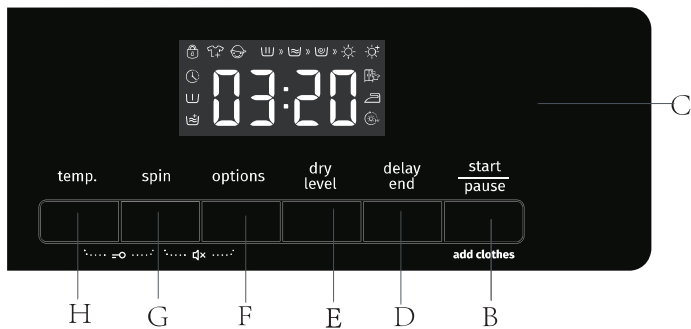 03:20
C
temp. spin options dry level delay end start pause
add clothes
H G F E D B